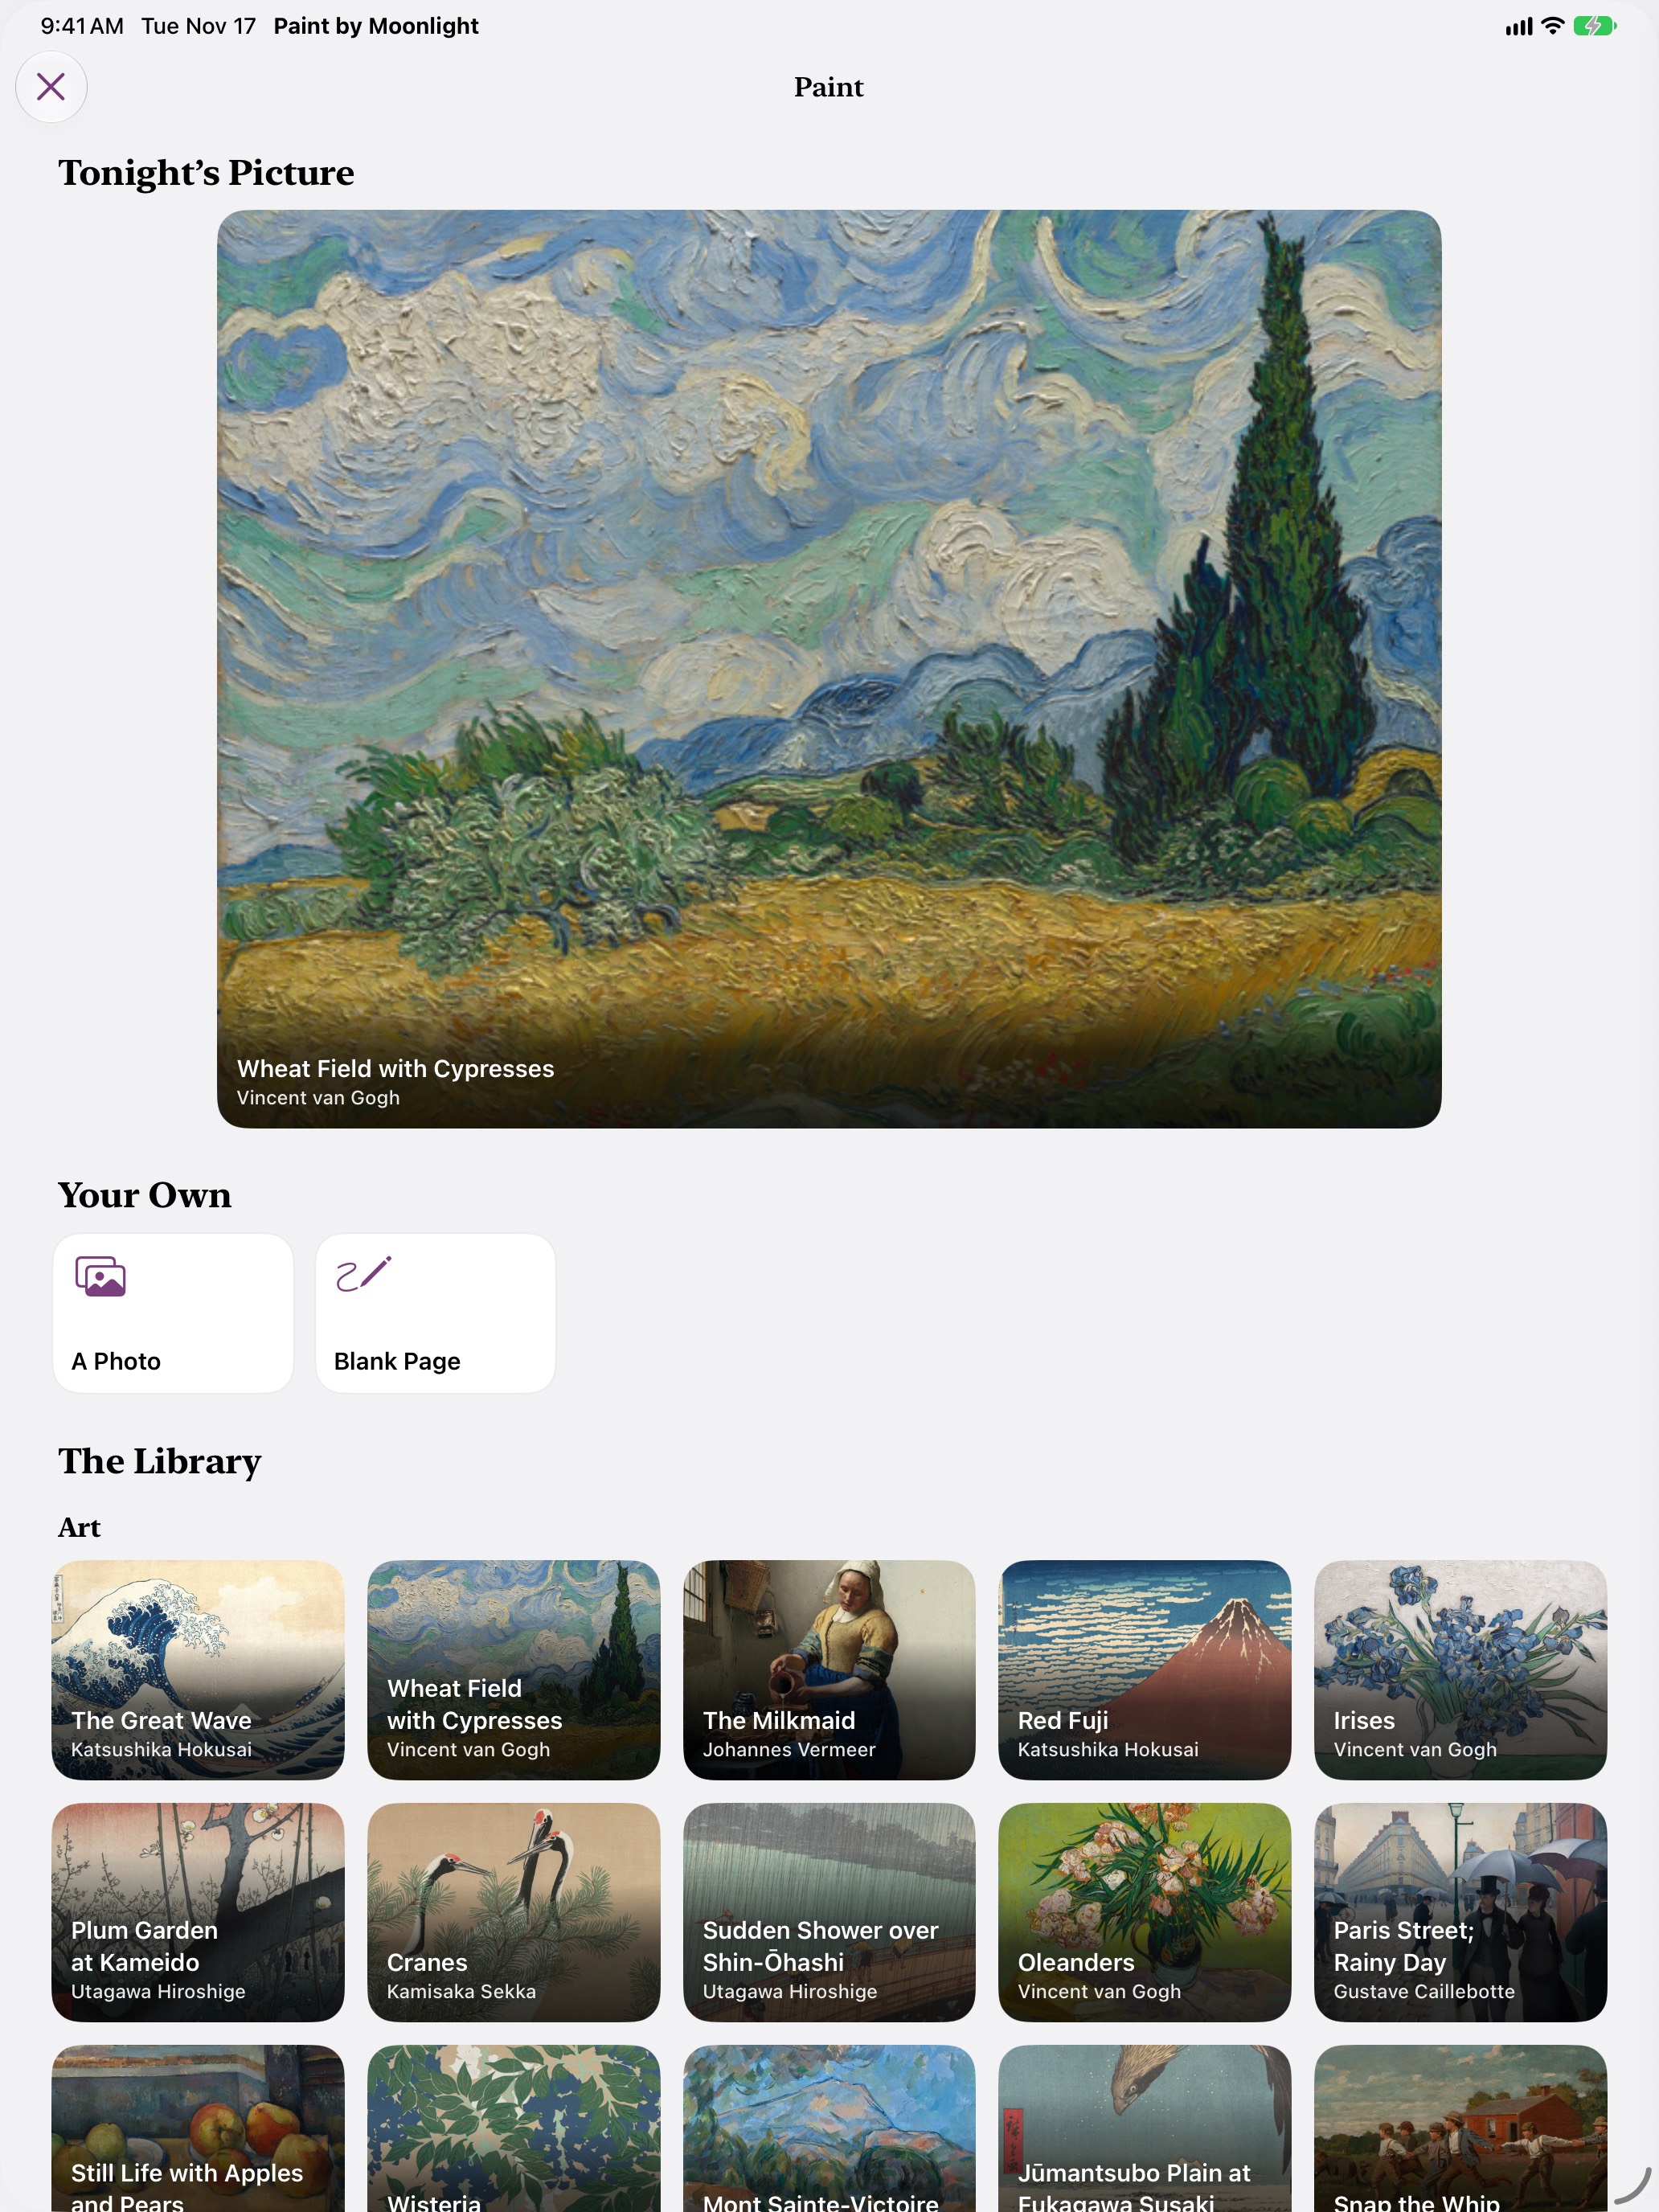 9:41 AM Tue Nov 17 Paint by Moonlight
Paint
Tonight’s Picture
Wheat Field with Cypresses
Vincent van Gogh
Your Own
A Photo
Blank Page
The Library
Art
The Great Wave
Katsushika Hokusai
Wheat Field
with Cypresses
Vincent van Gogh
The Milkmaid
Johannes Vermeer
Red Fuji
Katsushika Hokusai
Irises
Vincent van Gogh
Plum Garden
at Kameido
Utagawa Hiroshige
Cranes
Kamisaka Sekka
Sudden Shower over
Shin-Ōhashi
Utagawa Hiroshige
Oleanders
Vincent van Gogh
Paris Street;
Rainy Day
Gustave Caillebotte
Still Life with Apples
and Pears
Wisteria
Mont Sainte-Victoire
Jūmantsubo Plain at
Fukagawa Susaki
Snap the Whip